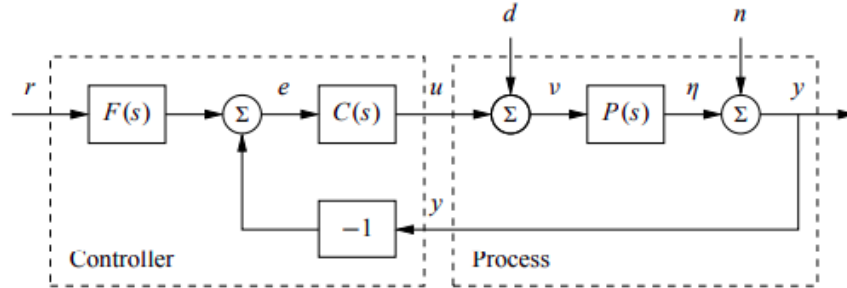 d
n
r
F(s)
Σ
e
C(s)
u
Σ
ν
P(s)
η
Σ
y
−1
y
Controller
Process